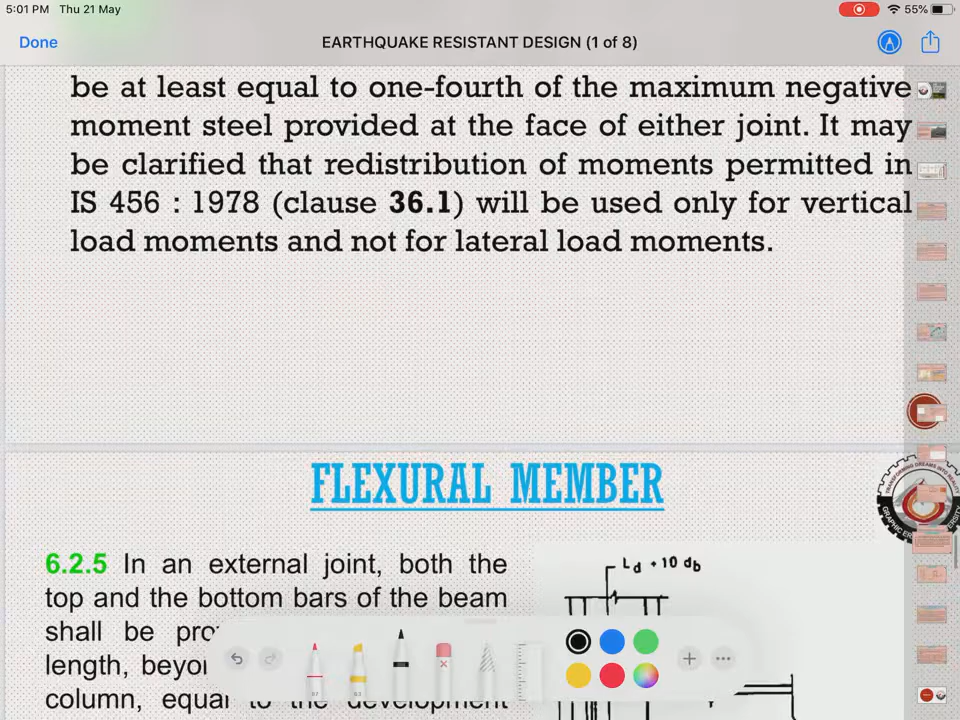 5:01 PM Thu 21 May
55%
Done
EARTHQUAKE RESISTANT DESIGN (1 of 8)
be at least equal to one-fourth of the maximum negative
moment steel provided at the face of either joint. It may
be clarified that redistribution of moments permitted in
IS 456 : 1978 (clause 36.1) will be used only for vertical
load moments and not for lateral load moments.
FLEXURAL MEMBER
6.2.5 In an external joint, both the
top and the bottom bars of the beam
shall be
length,
column, equal to the development
Ld + 10 db